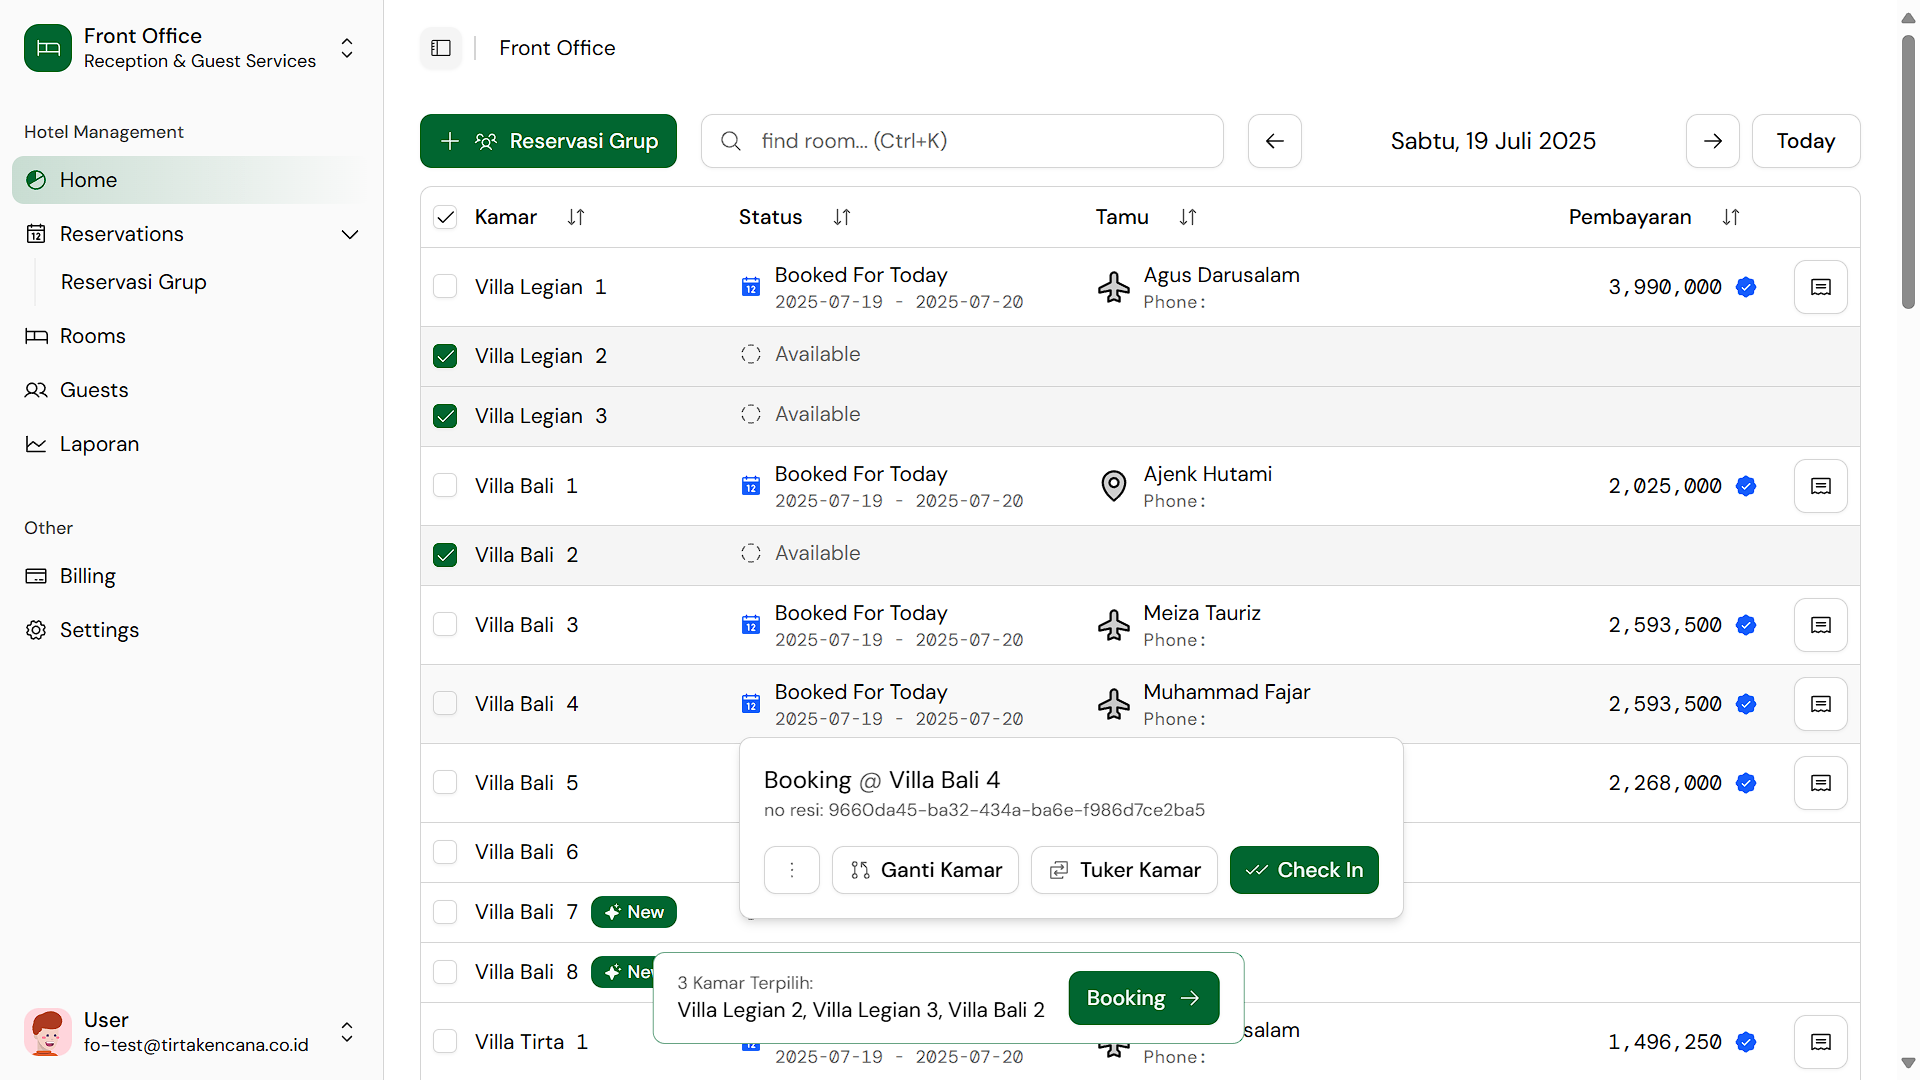 Front Office
Reception & Guest Services
Hotel Management
Home
Reservations
Reservasi Grup
Rooms
Guests
Laporan
Other
Billing
Settings
User
fo-test@tirtakencana.co.id
Front Office
Reservasi Grup
find room... (Ctrl+K)
Sabtu, 19 Juli 2025
Today
Kamar Status Tamu Pembayaran
Villa Legian 1
Booked For Today
2025-07-19 - 2025-07-20
Agus Darusalam
Phone:
3,990,000
Villa Legian 2
Available
Villa Legian 3
Available
Villa Bali 1
Booked For Today
2025-07-19 - 2025-07-20
Ajenk Hutami
Phone:
2,025,000
Villa Bali 2
Available
Villa Bali 3
Booked For Today
2025-07-19 - 2025-07-20
Meiza Tauriz
Phone:
2,593,500
Villa Bali 4
Booked For Today
2025-07-19 - 2025-07-20
Muhammad Fajar
Phone:
2,593,500
Villa Bali 5
2,268,000
Booking @ Villa Bali 4
no resi: 9660da45-ba32-434a-ba6e-f986d7ce2ba5
Ganti Kamar
Tuker Kamar
Check In
Villa Bali 6
Villa Bali 7 New
Villa Bali 8
3 Kamar Terpilih:
Villa Legian 2, Villa Legian 3, Villa Bali 2
Booking
Villa Tirta 1
2025-07-19 - 2025-07-20
salam
Phone:
1,496,250